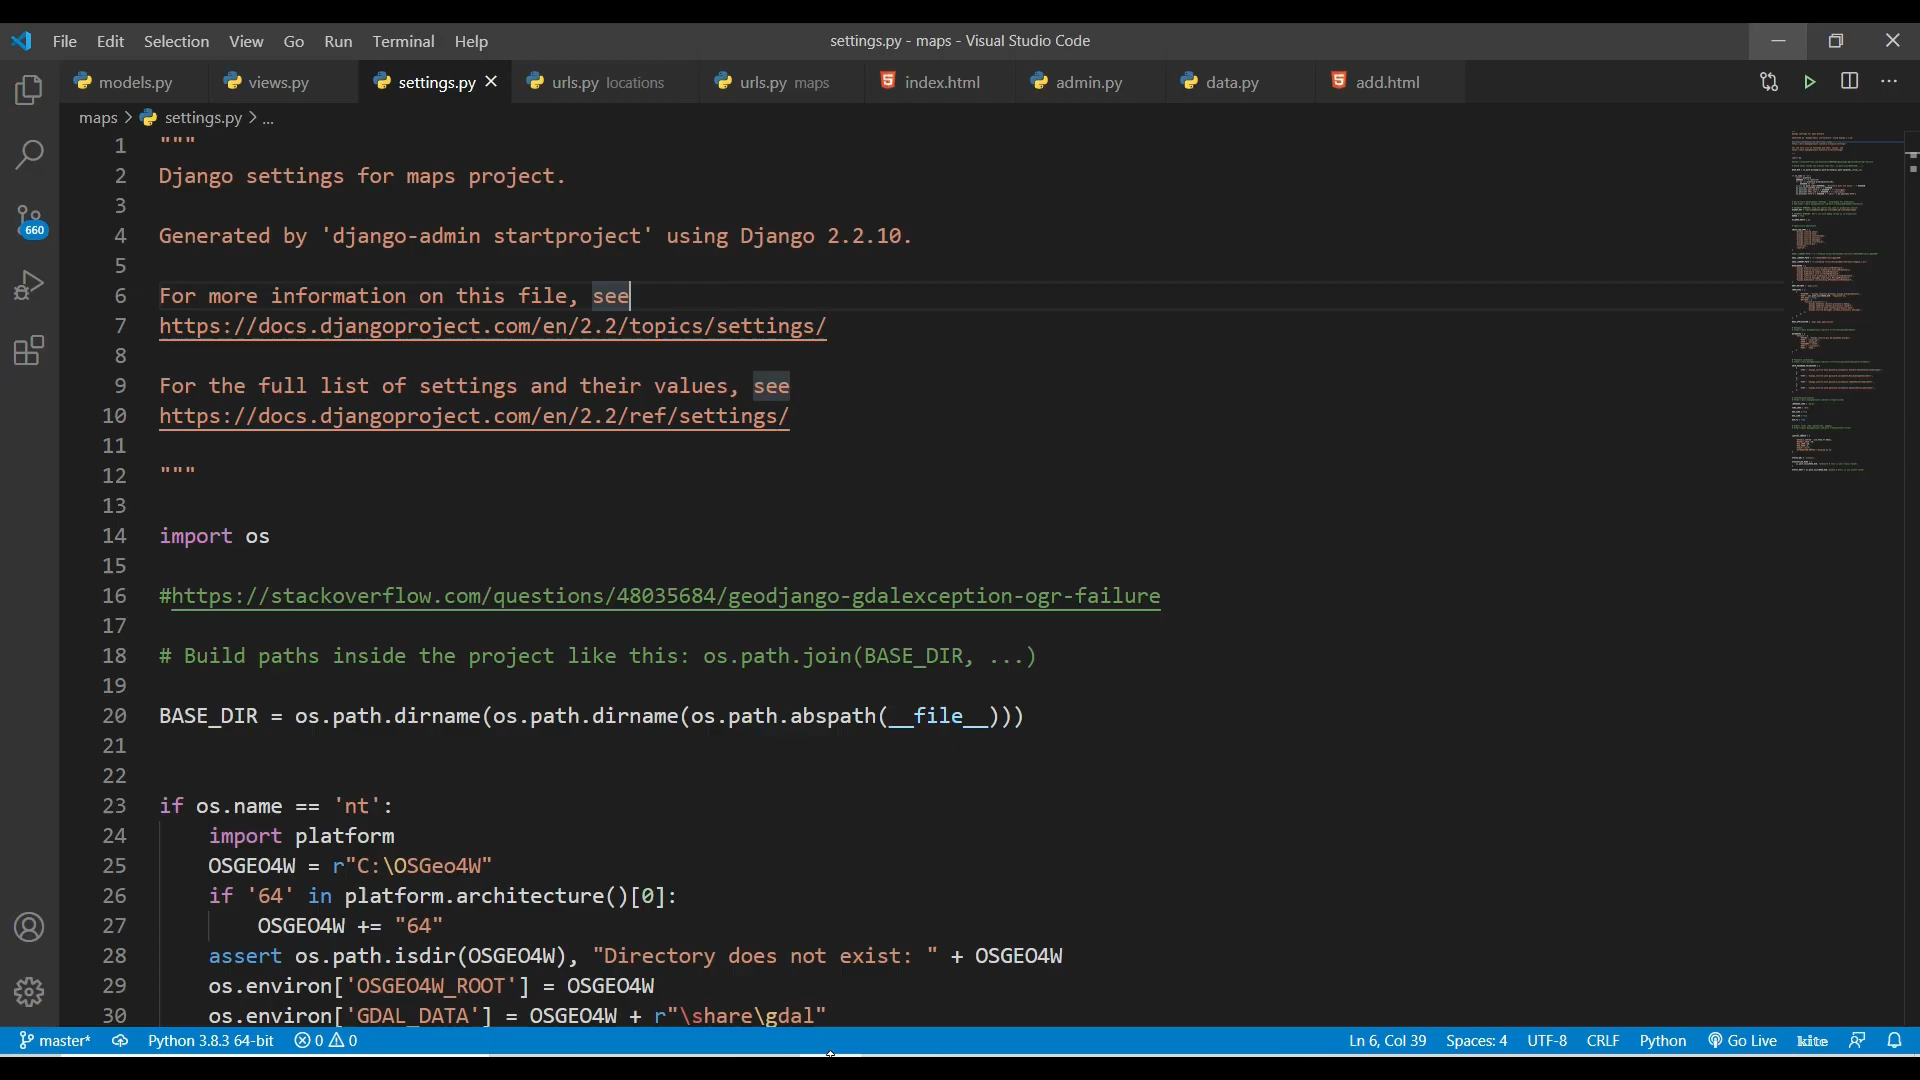 File Edit Selection View Go Run Terminal Help settings.py - maps - Visual Studio Code
models.py views.py settings.py urls.py locations urls.py maps index.html admin.py data.py add.html
maps > settings.py > ...
1 """
2 Django settings for maps project.
3
4 Generated by 'django-admin startproject' using Django 2.2.10.
5
6 For more information on this file, see
7 https://docs.djangoproject.com/en/2.2/topics/settings/
8
9 For the full list of settings and their values, see
10 https://docs.djangoproject.com/en/2.2/ref/settings/
11
12 """
13
14 import os
15
16 #https://stackoverflow.com/questions/48035684/geodjango-gdalexception-ogr-failure
17
18 # Build paths inside the project like this: os.path.join(BASE_DIR, ...)
19
20 BASE_DIR = os.path.dirname(os.path.dirname(os.path.abspath(__file__)))
21
22
23 if os.name == 'nt':
24 import platform
25 OSGEO4W = r"C:\OSGeo4W"
26 if '64' in platform.architecture()[0]:
27 OSGEO4W += "64"
28 assert os.path.isdir(OSGEO4W), "Directory does not exist: " + OSGEO4W
29 os.environ['OSGEO4W_ROOT'] = OSGEO4W
30 os.environ['GDAL_DATA'] = OSGEO4W + r"\share\gdal"
660
master* Python 3.8.3 64-bit 0 0 Ln 6, Col 39 Spaces: 4 UTF-8 CRLF Python Go Live kite